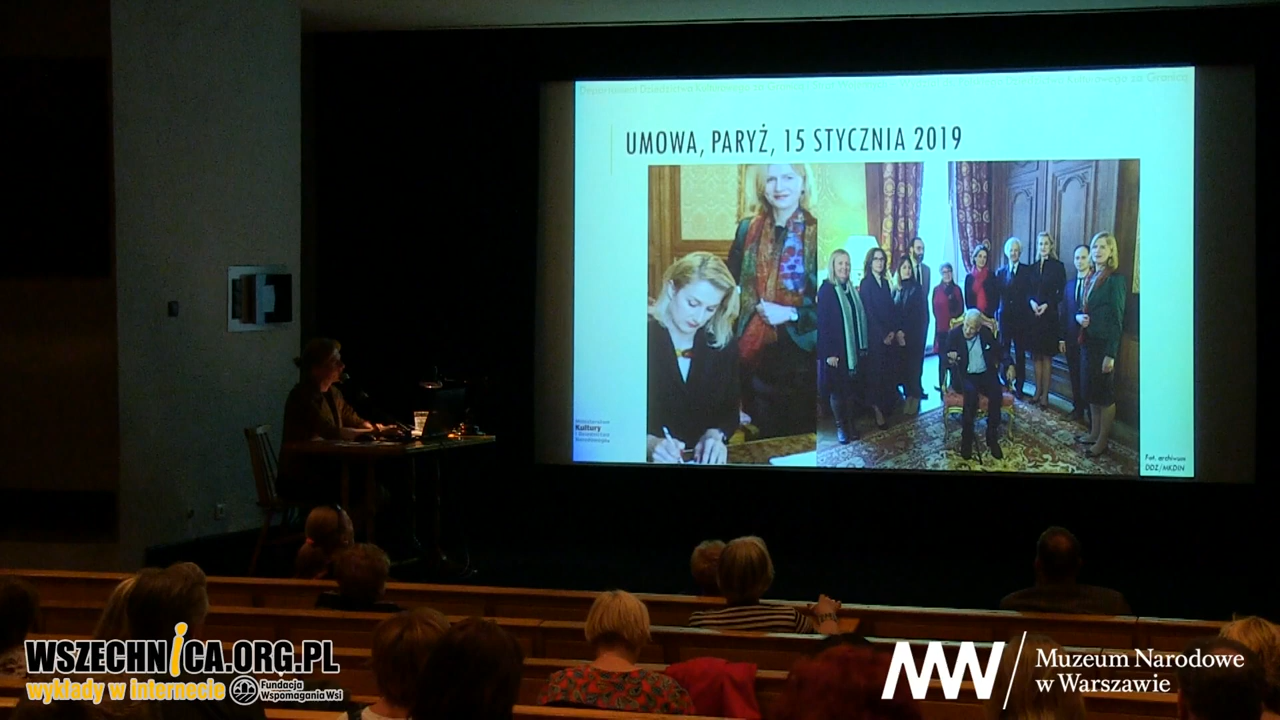 UMOWA, PARYŻ, 15 STYCZNIA 2019
Kultury
Fot. archiwum
DDZ/MKDiN
WSZECHNICA.ORG.PL
wykłady w internecie
Fundacja
Wspomagania Wsi
Muzeum Narodowe
w Warszawie